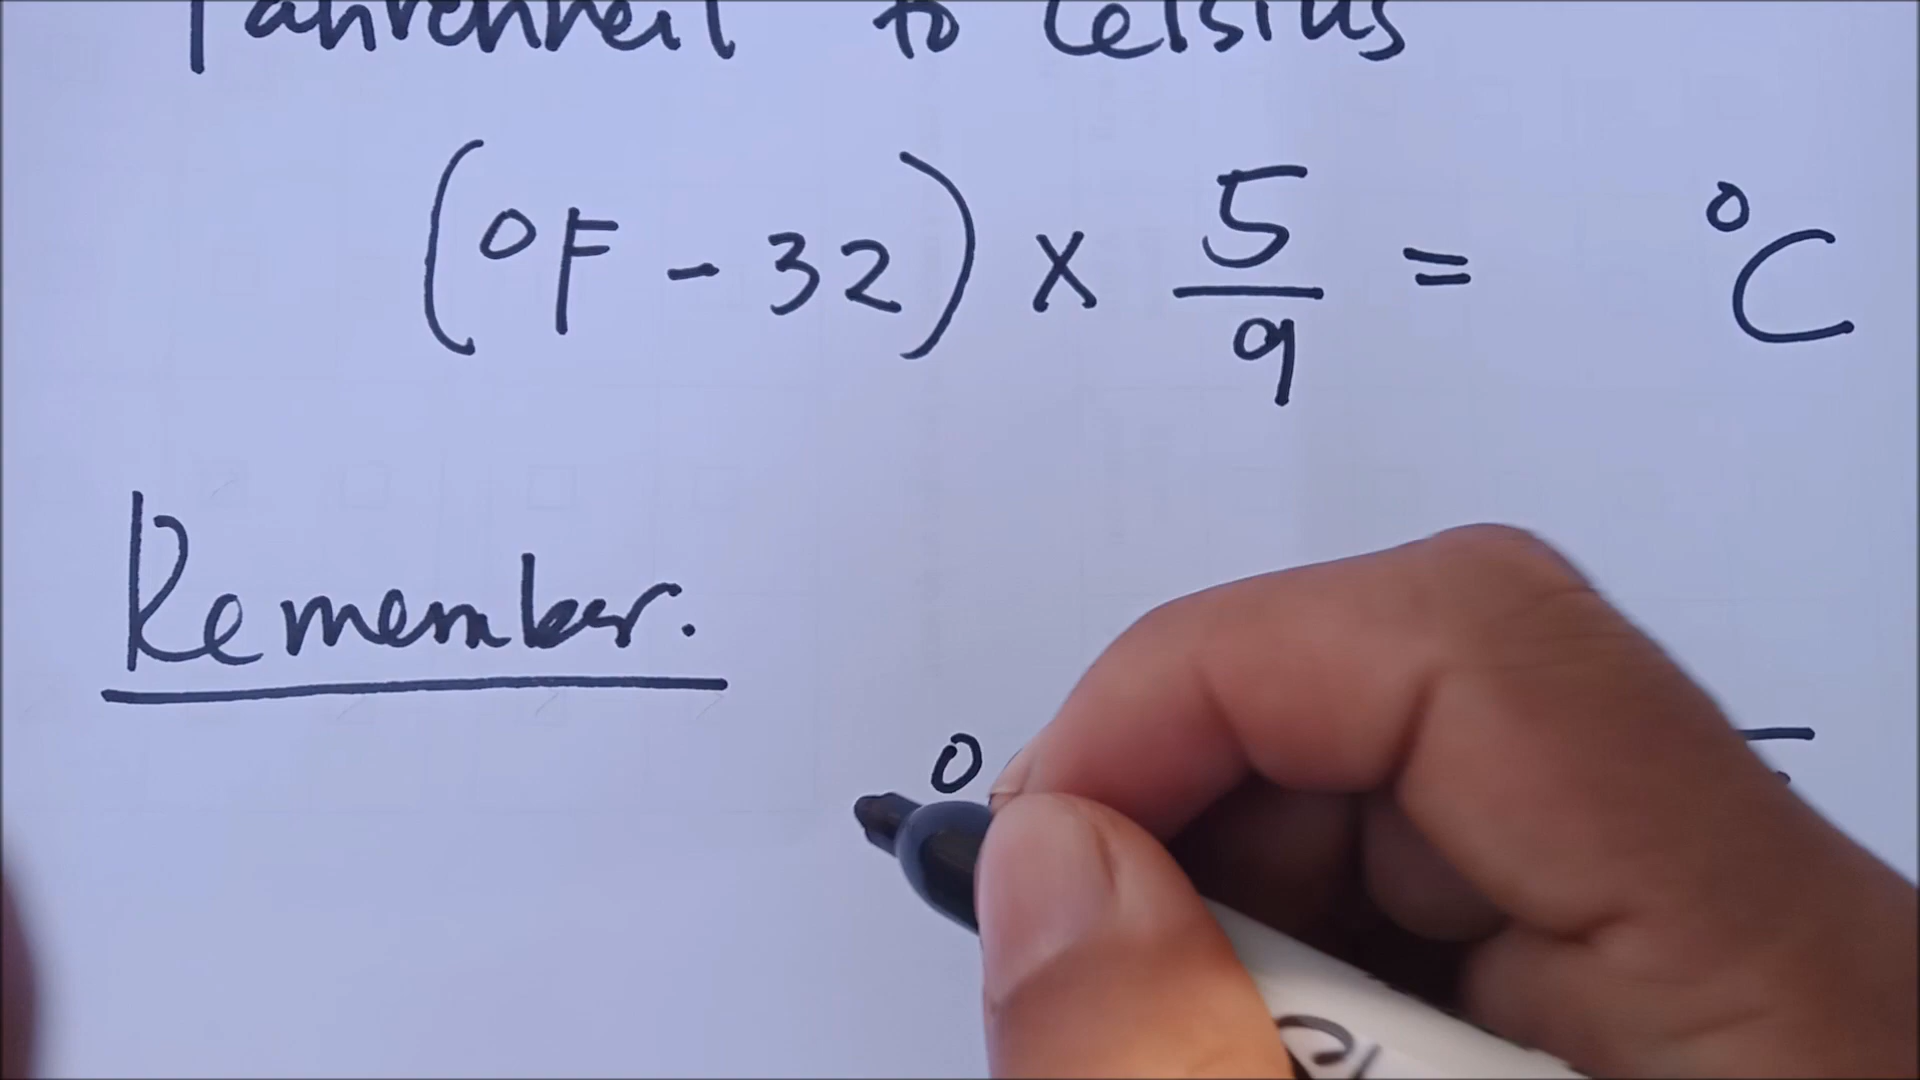 Fahrenheit to Celsius
(°F - 32) x 5/9 = °C
Remember.
°